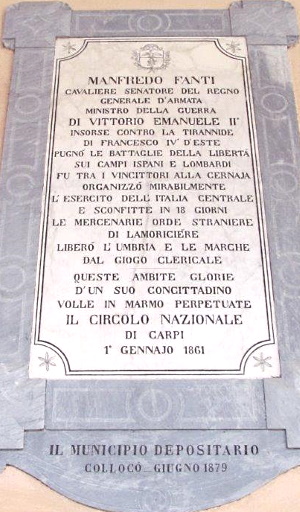 MANFREDO FANTI
CAVALIERE SENATORE DEL REGNO
GENERALE D'ARMATA
MINISTRO DELLA GUERRA
DI VITTORIO EMANUELE II°
INSORSE CONTRO LA TIRANNIDE
DI FRANCESCO IV° D'ESTE
PUGNÒ LE BATTAGLIE DELLA LIBERTÀ
SUI CAMPI ISPANI E LOMBARDI
FU TRA I VINCITTORI ALLA CERNAJA
ORGANIZZÒ MIRABILMENTE
L'ESERCITO DELL'ITALIA CENTRALE
E SCONFITTE IN 18 GIORNI
LE MERCENARIE ORDE STRANIERE
DI LAMORICIÈRE
LIBERÒ L'UMBRIA E LE MARCHE
DAL GIOGO CLERICALE
QUESTE AMBITE GLORIE
D'UN SUO CONCITTADINO
VOLLE IN MARMO PERPETUATE
IL CIRCOLO NAZIONALE
DI CARPI
1° GENNAJO 1861
IL MUNICIPIO DEPOSITARIO
COLLOCÒ _ GIUGNO 1879